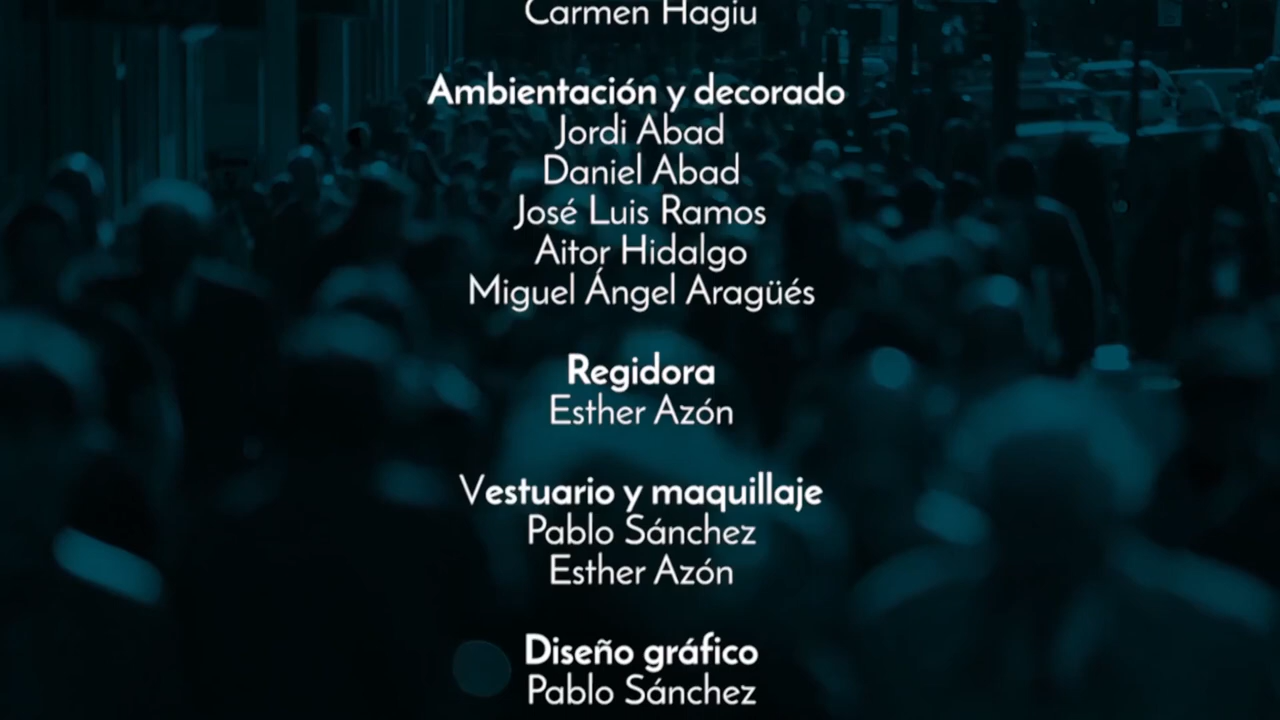 Carmen Hagiu
Ambientación y decorado
Jordi Abad
Daniel Abad
José Luis Ramos
Aitor Hidalgo
Miguel Ángel Aragüés
Regidora
Esther Azón
Vestuario y maquillaje
Pablo Sánchez
Esther Azón
Diseño gráfico
Pablo Sánchez